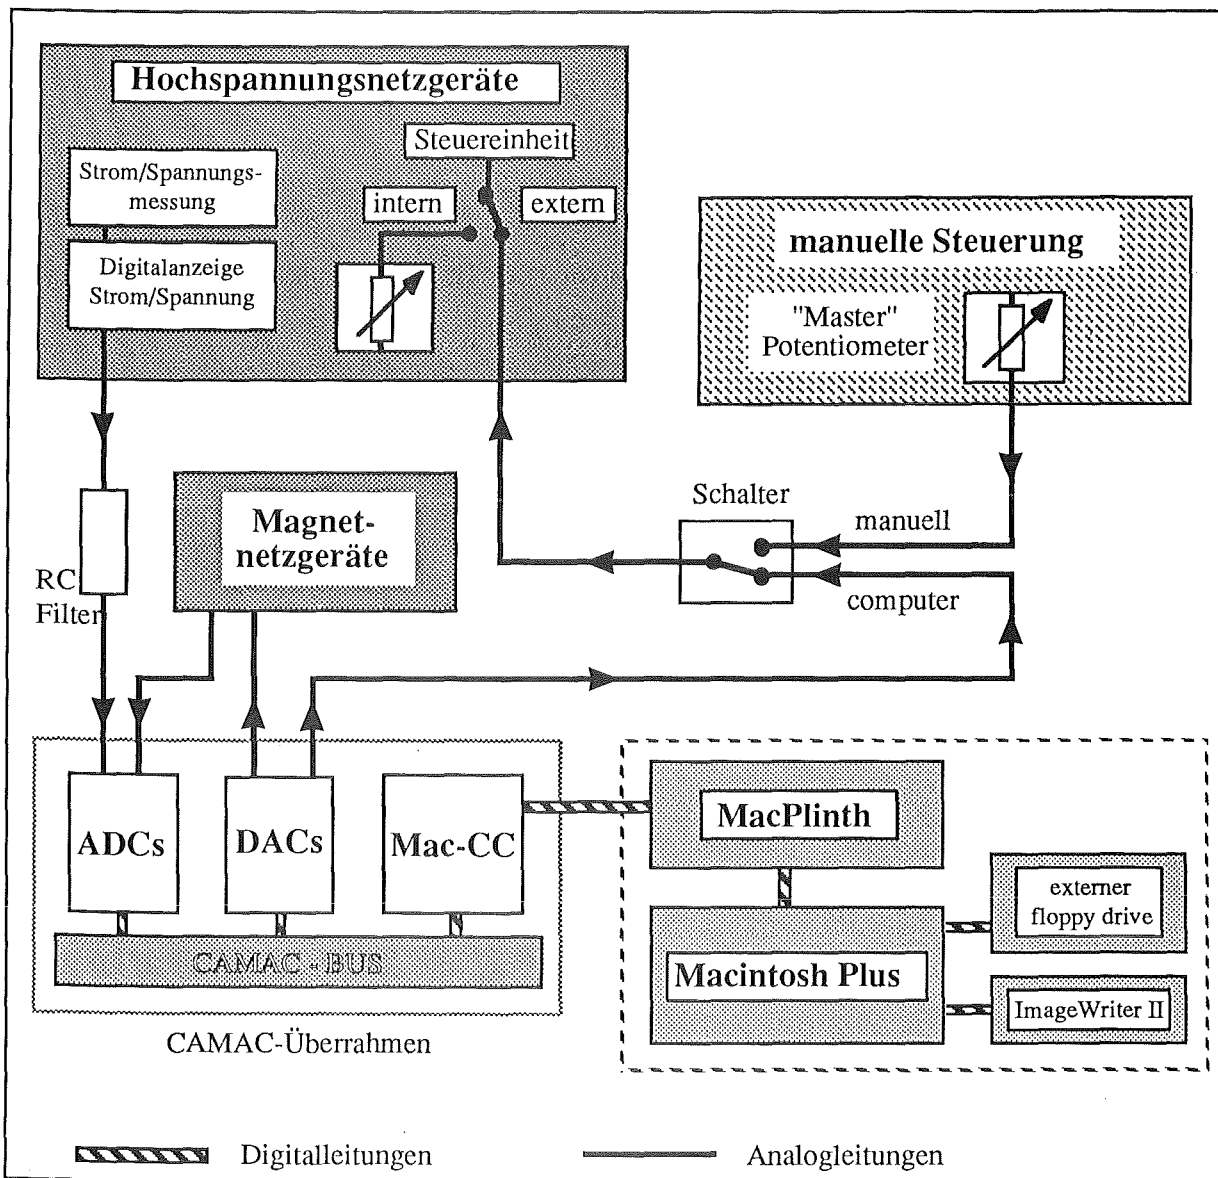 Hochspannungsnetzgeräte
Steuereinheit
Strom/Spannungs-
messung
intern
extern
Digitalanzeige
Strom/Spannung
manuelle Steuerung
"Master"
Potentiometer
Schalter
manuell
computer
Magnet-
netzgeräte
RC
Filter
ADCs
DACs
Mac-CC
CAMAC - BUS
CAMAC-Überrahmen
MacPlinth
Macintosh Plus
externer
floppy drive
ImageWriter II
Digitalleitungen
Analogleitungen